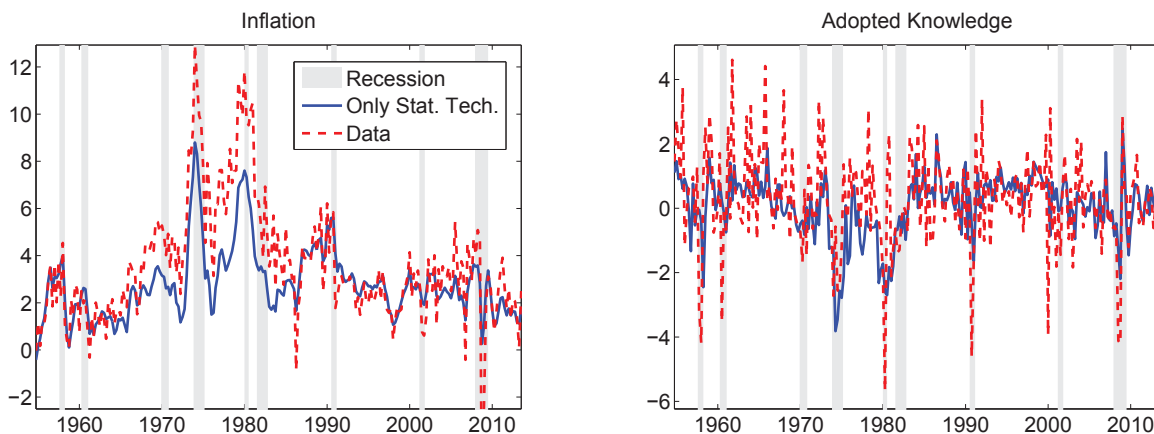 Inflation
12
10
8
6
4
2
0
−2
1960 1970 1980 1990 2000 2010
Recession
Only Stat. Tech.
Data
Adopted Knowledge
4
2
0
−2
−4
−6
1960 1970 1980 1990 2000 2010